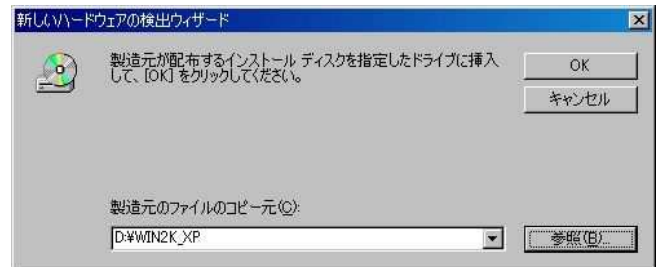 新しいハードウェアの検出ウィザード
製造元が配布するインストール ディスクを指定したドライブに挿入
して、[OK] をクリックしてください。
OK
キャンセル
製造元のファイルのコピー元(C):
D:¥WIN2K_XP
参照(B)...